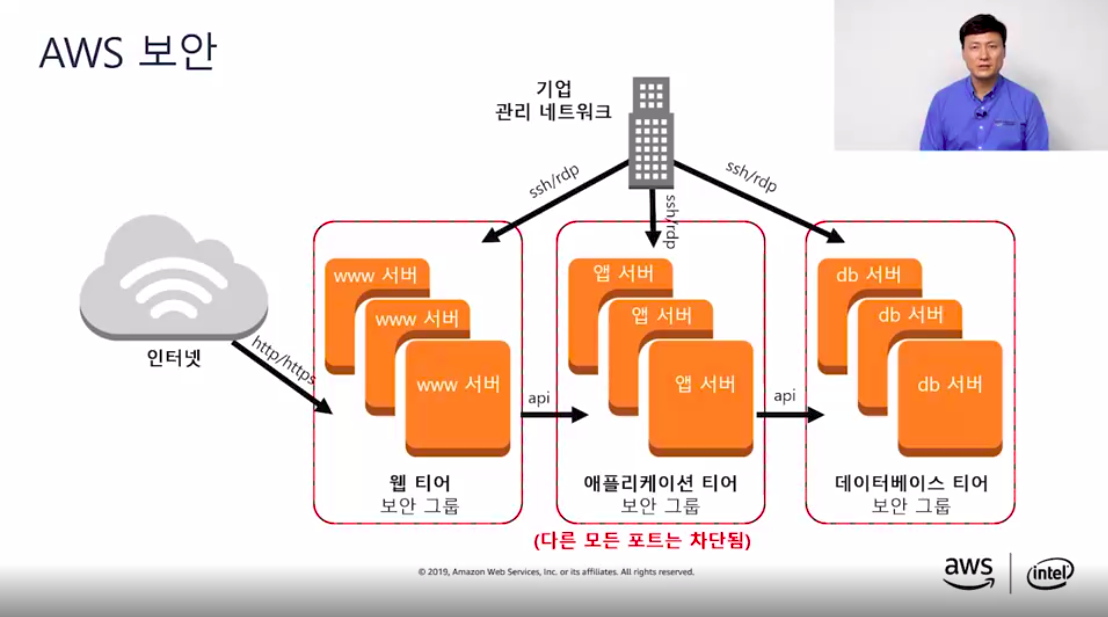 AWS 보안
기업
관리 네트워크
ssh/rdp
ssh/rdp
ssh/rdp
인터넷
http/https
www 서버
www 서버
www 서버
api
앱 서버
앱 서버
앱 서버
api
db 서버
db 서버
db 서버
웹 티어
보안 그룹
애플리케이션 티어
보안 그룹
데이터베이스 티어
보안 그룹
(다른 모든 포트는 차단됨)
© 2019, Amazon Web Services, Inc. or its affiliates. All rights reserved.
aws
intel